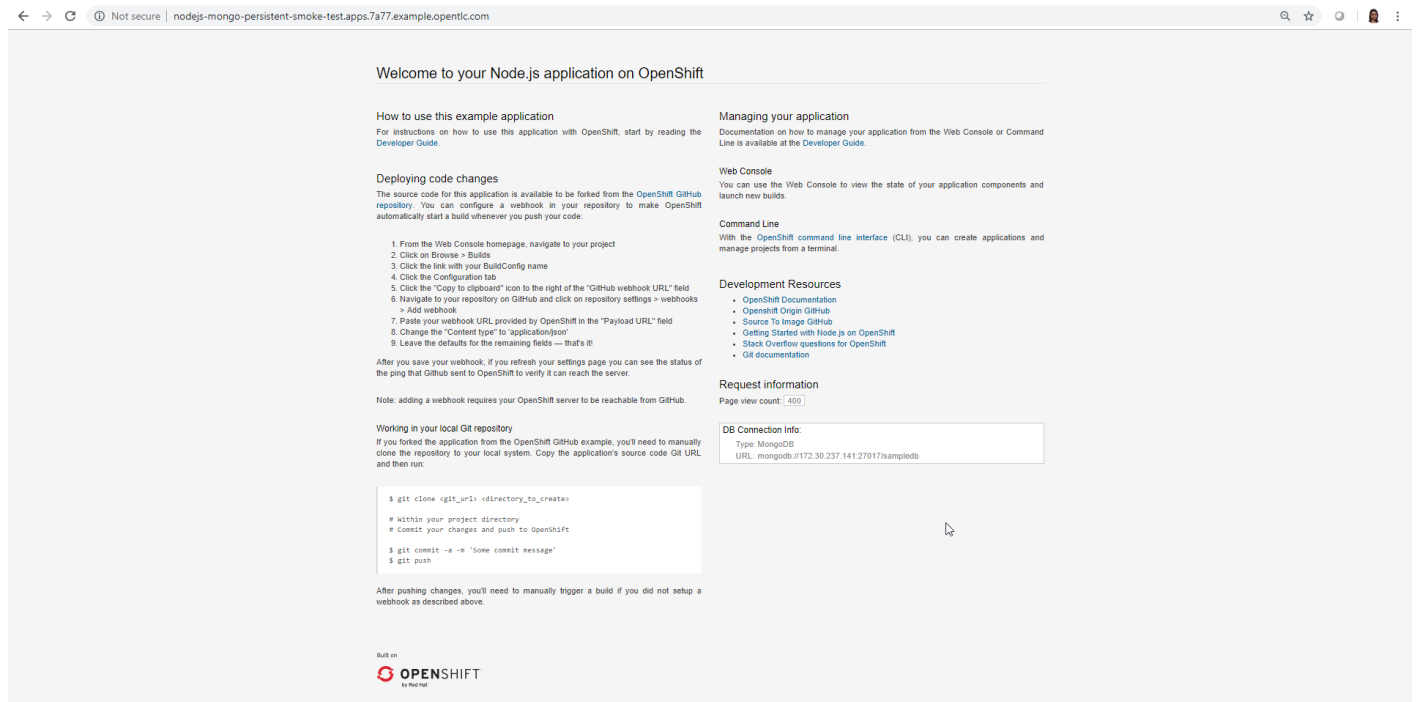 Not secure | nodejs-mongo-persistent-smoke-test.apps.7a77.example.opentlc.com
Welcome to your Node.js application on OpenShift
How to use this example application
For instructions on how to use this application with OpenShift, start by reading the
Developer Guide.
Deploying code changes
The source code for this application is available to be forked from the OpenShift GitHub
repository. You can configure a webhook in your repository to make OpenShift
automatically start a build whenever you push your code:
1. From the Web Console homepage, navigate to your project
2. Click on Browse > Builds
3. Click the link with your BuildConfig name
4. Click the Configuration tab
5. Click the "Copy to clipboard" icon to the right of the "GitHub webhook URL" field
6. Navigate to your repository on GitHub and click on repository settings > webhooks
> Add webhook
7. Paste your webhook URL provided by OpenShift in the "Payload URL" field
8. Change the "Content type" to 'application/json'
9. Leave the defaults for the remaining fields — that's it!
After you save your webhook, if you refresh your settings page you can see the status of
the ping that Github sent to OpenShift to verify it can reach the server.
Note: adding a webhook requires your OpenShift server to be reachable from GitHub.
Working in your local Git repository
If you forked the application from the OpenShift GitHub example, you'll need to manually
clone the repository to your local system. Copy the application's source code Git URL
and then run:
$ git clone <git_url> <directory_to_create>
# Within your project directory
# Commit your changes and push to OpenShift
$ git commit -a -m 'Some commit message'
$ git push
After pushing changes, you'll need to manually trigger a build if you did not setup a
webhook as described above.
Managing your application
Documentation on how to manage your application from the Web Console or Command
Line is available at the Developer Guide.
Web Console
You can use the Web Console to view the state of your application components and
launch new builds.
Command Line
With the OpenShift command line interface (CLI), you can create applications and
manage projects from a terminal.
Development Resources
• OpenShift Documentation
• Openshift Origin GitHub
• Source To Image GitHub
• Getting Started with Node.js on OpenShift
• Stack Overflow questions for OpenShift
• Git documentation
Request information
Page view count: 400
DB Connection Info:
Type: MongoDB
URL: mongodb://172.30.237.141:27017/sampledb
Built on
OPENSHIFT
by Red Hat